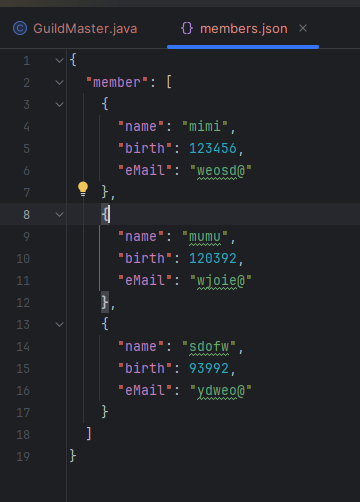 GuildMaster.java
{} members.json ×
1 {
2 "member": [
3 {
4 "name": "mimi",
5 "birth": 123456,
6 "eMail": "weosd@"
7 },
8 {
9 "name": "mumu",
10 "birth": 120392,
11 "eMail": "wjoie@"
12 },
13 {
14 "name": "sdofw",
15 "birth": 93992,
16 "eMail": "ydweo@"
17 }
18 ]
19 }